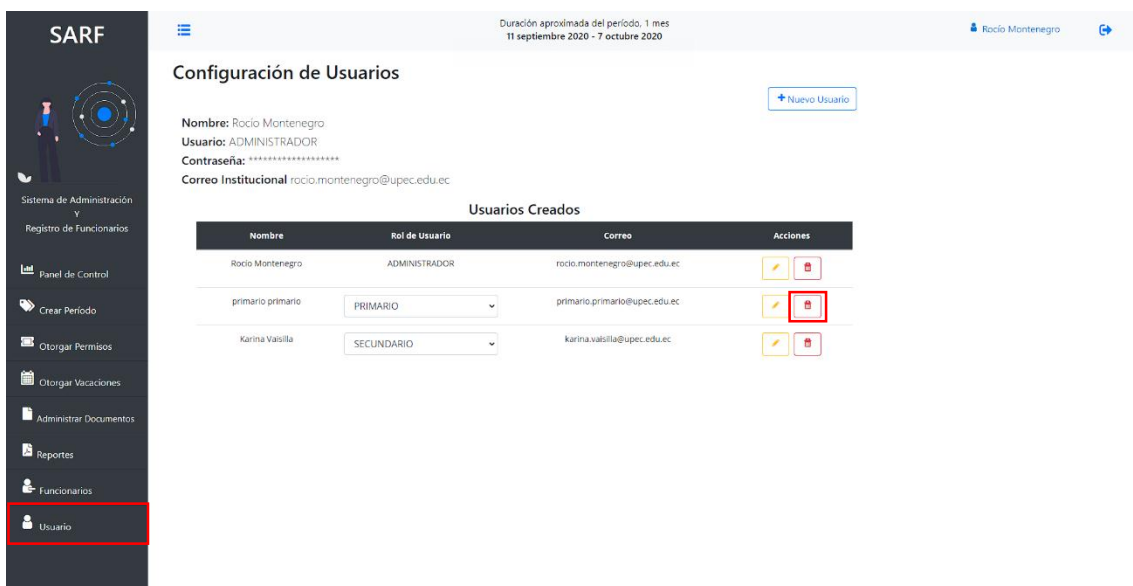 SARF
Duración aproximada del período, 1 mes
11 septiembre 2020 - 7 octubre 2020
Rocío Montenegro
Sistema de Administración
Y
Registro de Funcionarios
Panel de Control
Crear Período
Otorgar Permisos
Otorgar Vacaciones
Administrar Documentos
Reportes
Funcionarios
Usuario
Configuración de Usuarios
+ Nuevo Usuario
Nombre: Rocío Montenegro
Usuario: ADMINISTRADOR
Contraseña: *******************
Correo Institucional rocio.montenegro@upec.edu.ec
Usuarios Creados
Nombre Rol de Usuario Correo Acciones
Rocío Montenegro ADMINISTRADOR rocio.montenegro@upec.edu.ec
primario primario PRIMARIO primario.primario@upec.edu.ec
Karina Vaisilla SECUNDARIO karina.vaisilla@upec.edu.ec